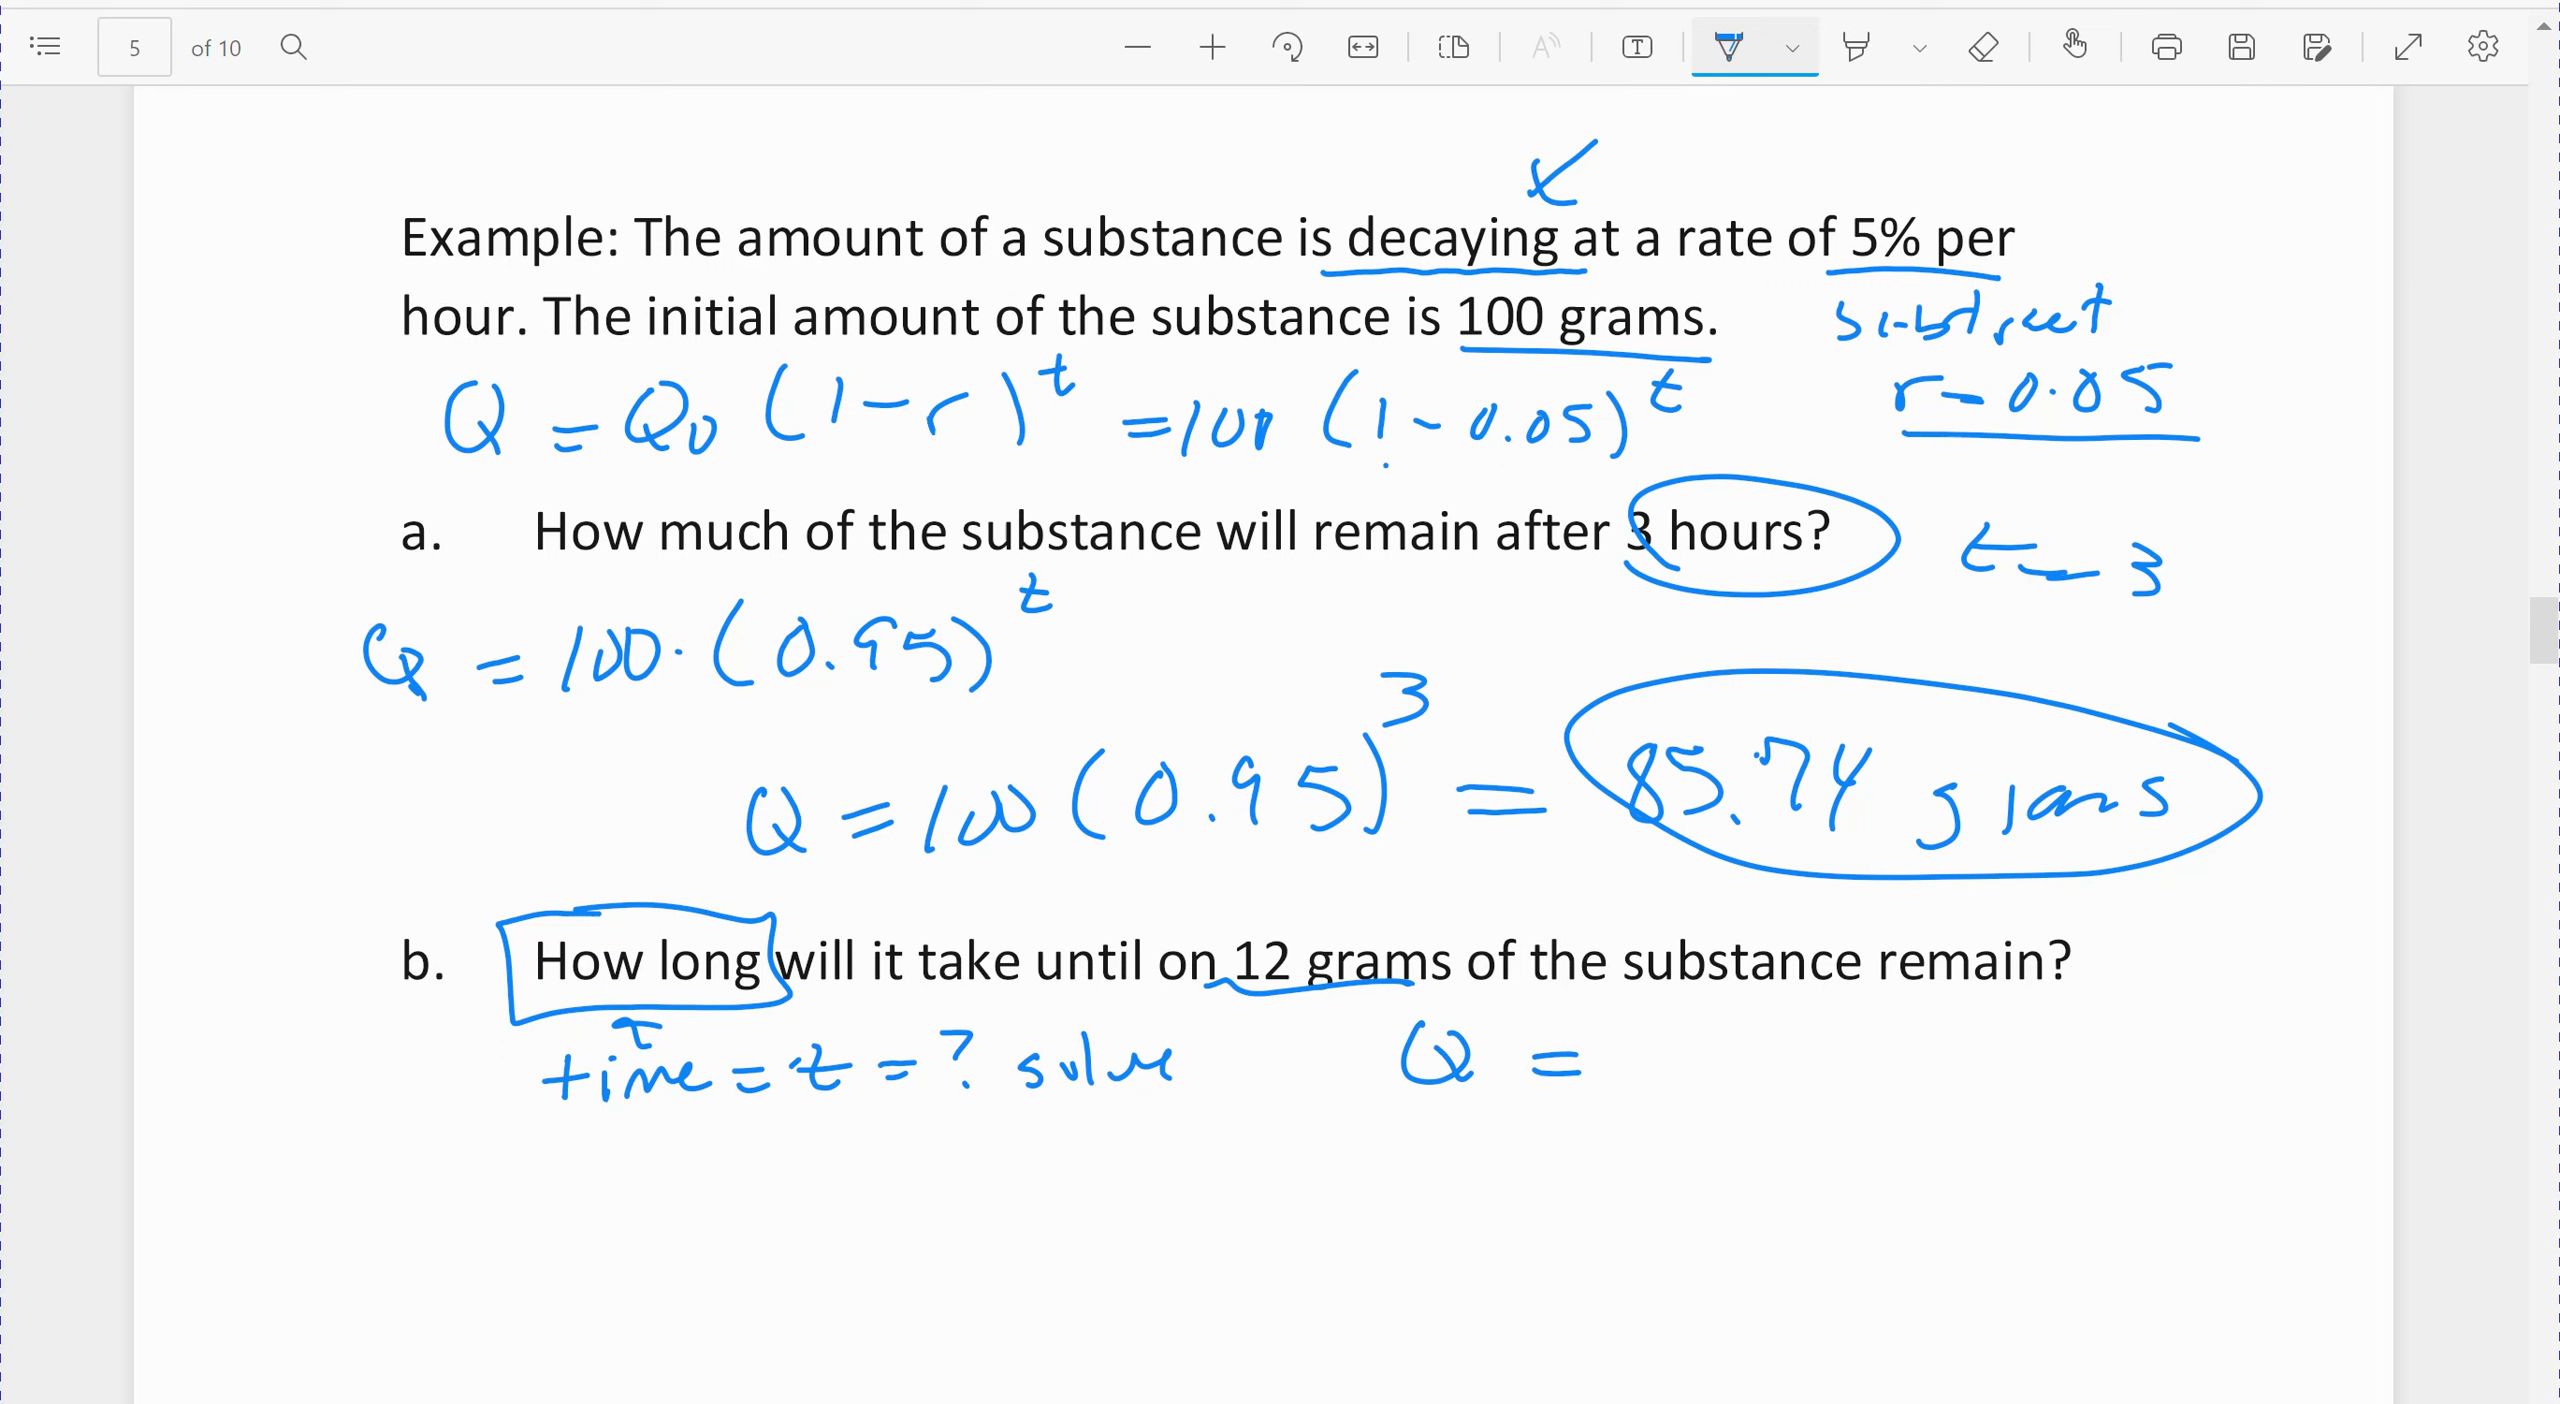 5 of 10
Example: The amount of a substance is decaying at a rate of 5% per
hour. The initial amount of the substance is 100 grams.
subtract
Q = Q₀ (1-r)ᵗ = 100 (1-0.05)ᵗ
r = 0.05
a. How much of the substance will remain after 3 hours?
t = 3
Q = 100·(0.95)ᵗ
Q = 100 (0.95)³ = 85.74 grams
b. How long will it take until on 12 grams of the substance remain?
time = t = ? solve Q =